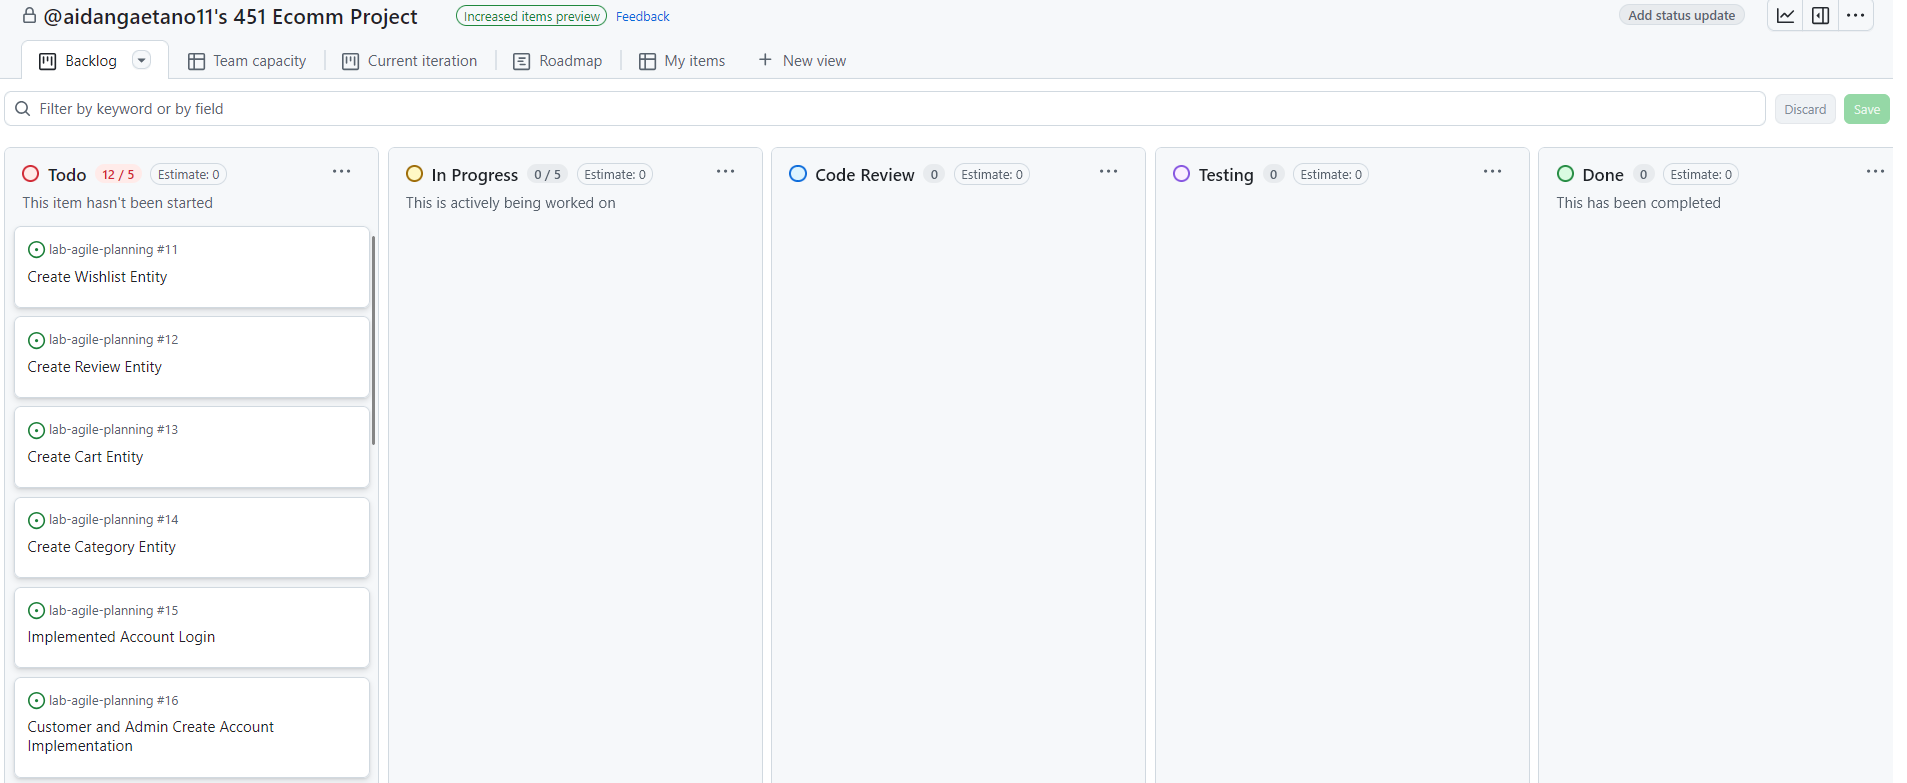 @aidangaetano11's 451 Ecomm Project
Increased items preview
Feedback
Add status update
Backlog
Team capacity
Current iteration
Roadmap
My items
New view
Filter by keyword or by field
Discard
Save
Todo 12 / 5 Estimate: 0
This item hasn't been started
lab-agile-planning #11
Create Wishlist Entity
lab-agile-planning #12
Create Review Entity
lab-agile-planning #13
Create Cart Entity
lab-agile-planning #14
Create Category Entity
lab-agile-planning #15
Implemented Account Login
lab-agile-planning #16
Customer and Admin Create Account
Implementation
In Progress 0 / 5 Estimate: 0
This is actively being worked on
Code Review 0 Estimate: 0
Testing 0 Estimate: 0
Done 0 Estimate: 0
This has been completed